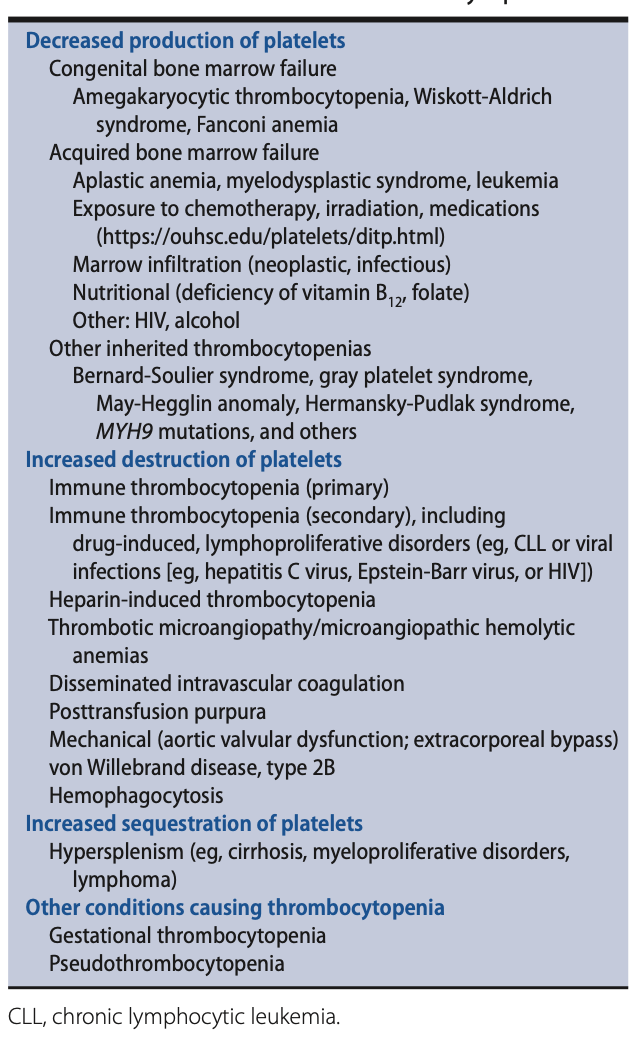 Decreased production of platelets
Congenital bone marrow failure
Amegakaryocytic thrombocytopenia, Wiskott-Aldrich
syndrome, Fanconi anemia
Acquired bone marrow failure
Aplastic anemia, myelodysplastic syndrome, leukemia
Exposure to chemotherapy, irradiation, medications
(https://ouhsc.edu/platelets/ditp.html)
Marrow infiltration (neoplastic, infectious)
Nutritional (deficiency of vitamin B12, folate)
Other: HIV, alcohol
Other inherited thrombocytopenias
Bernard-Soulier syndrome, gray platelet syndrome,
May-Hegglin anomaly, Hermansky-Pudlak syndrome,
MYH9 mutations, and others
Increased destruction of platelets
Immune thrombocytopenia (primary)
Immune thrombocytopenia (secondary), including
drug-induced, lymphoproliferative disorders (eg, CLL or viral
infections [eg, hepatitis C virus, Epstein-Barr virus, or HIV])
Heparin-induced thrombocytopenia
Thrombotic microangiopathy/microangiopathic hemolytic
anemias
Disseminated intravascular coagulation
Posttransfusion purpura
Mechanical (aortic valvular dysfunction; extracorporeal bypass)
von Willebrand disease, type 2B
Hemophagocytosis
Increased sequestration of platelets
Hypersplenism (eg, cirrhosis, myeloproliferative disorders,
lymphoma)
Other conditions causing thrombocytopenia
Gestational thrombocytopenia
Pseudothrombocytopenia
CLL, chronic lymphocytic leukemia.